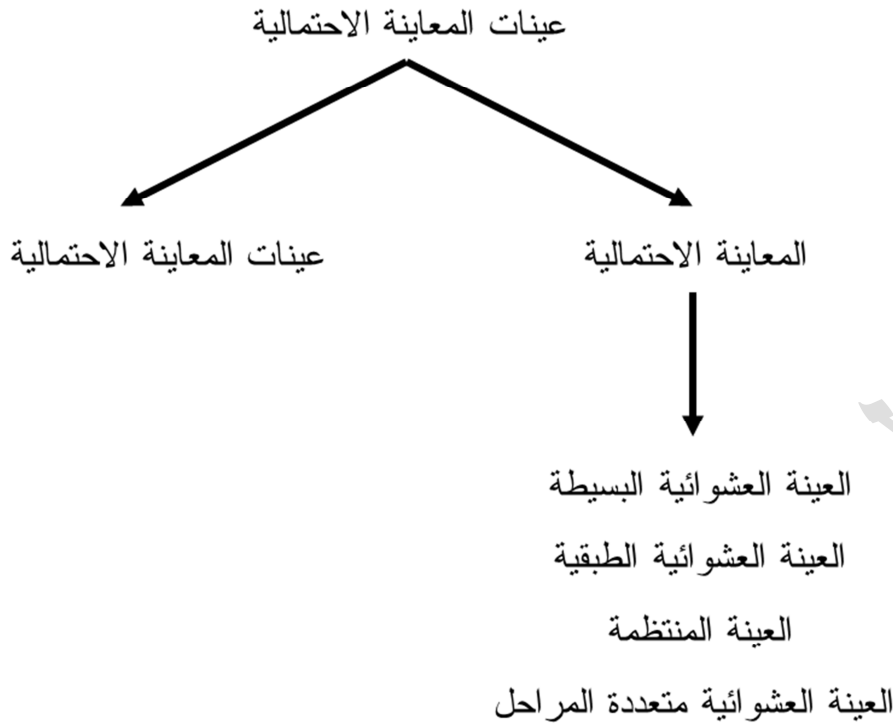 عينات المعاينة الاحتمالية
المعاينة الاحتمالية
عينات المعاينة الاحتمالية
العينة العشوائية البسيطة
العينة العشوائية الطبقية
العينة المنتظمة
العينة العشوائية متعددة المراحل